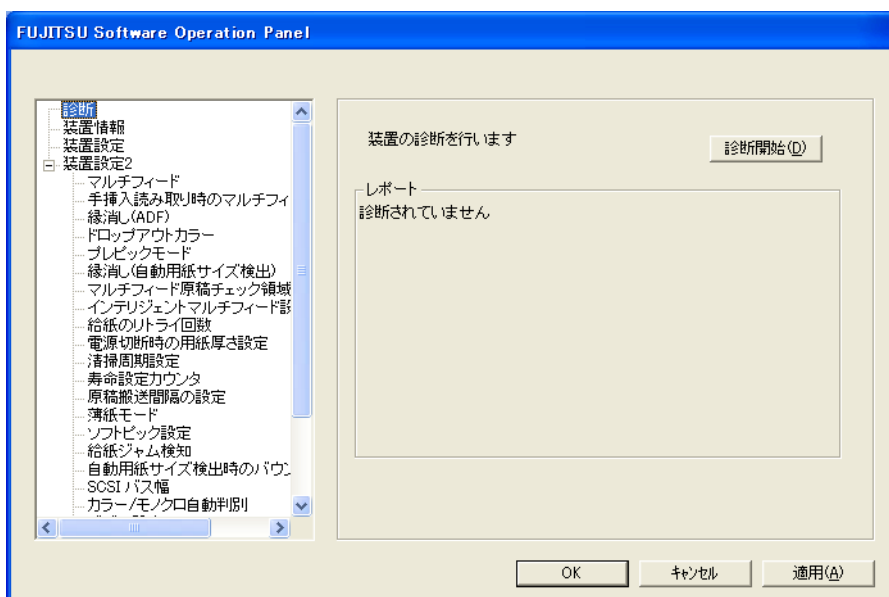 FUJITSU Software Operation Panel
診断
装置情報
装置設定
装置設定2
マルチフィード
手挿入読み取り時のマルチフィ
縁消し(ADF)
ドロップアウトカラー
プレピックモード
縁消し(自動用紙サイズ検出)
マルチフィード原稿チェック領域
インテリジェントマルチフィード設
給紙のリトライ回数
電源切断時の用紙厚さ設定
清掃周期設定
寿命設定カウンタ
原稿搬送間隔の設定
薄紙モード
ソフトピック設定
給紙ジャム検知
自動用紙サイズ検出時のバウン
SCSI バス幅
カラー/モノクロ自動判別
装置の診断を行います
診断開始(D)
レポート
診断されていません
OK
キャンセル
適用(A)